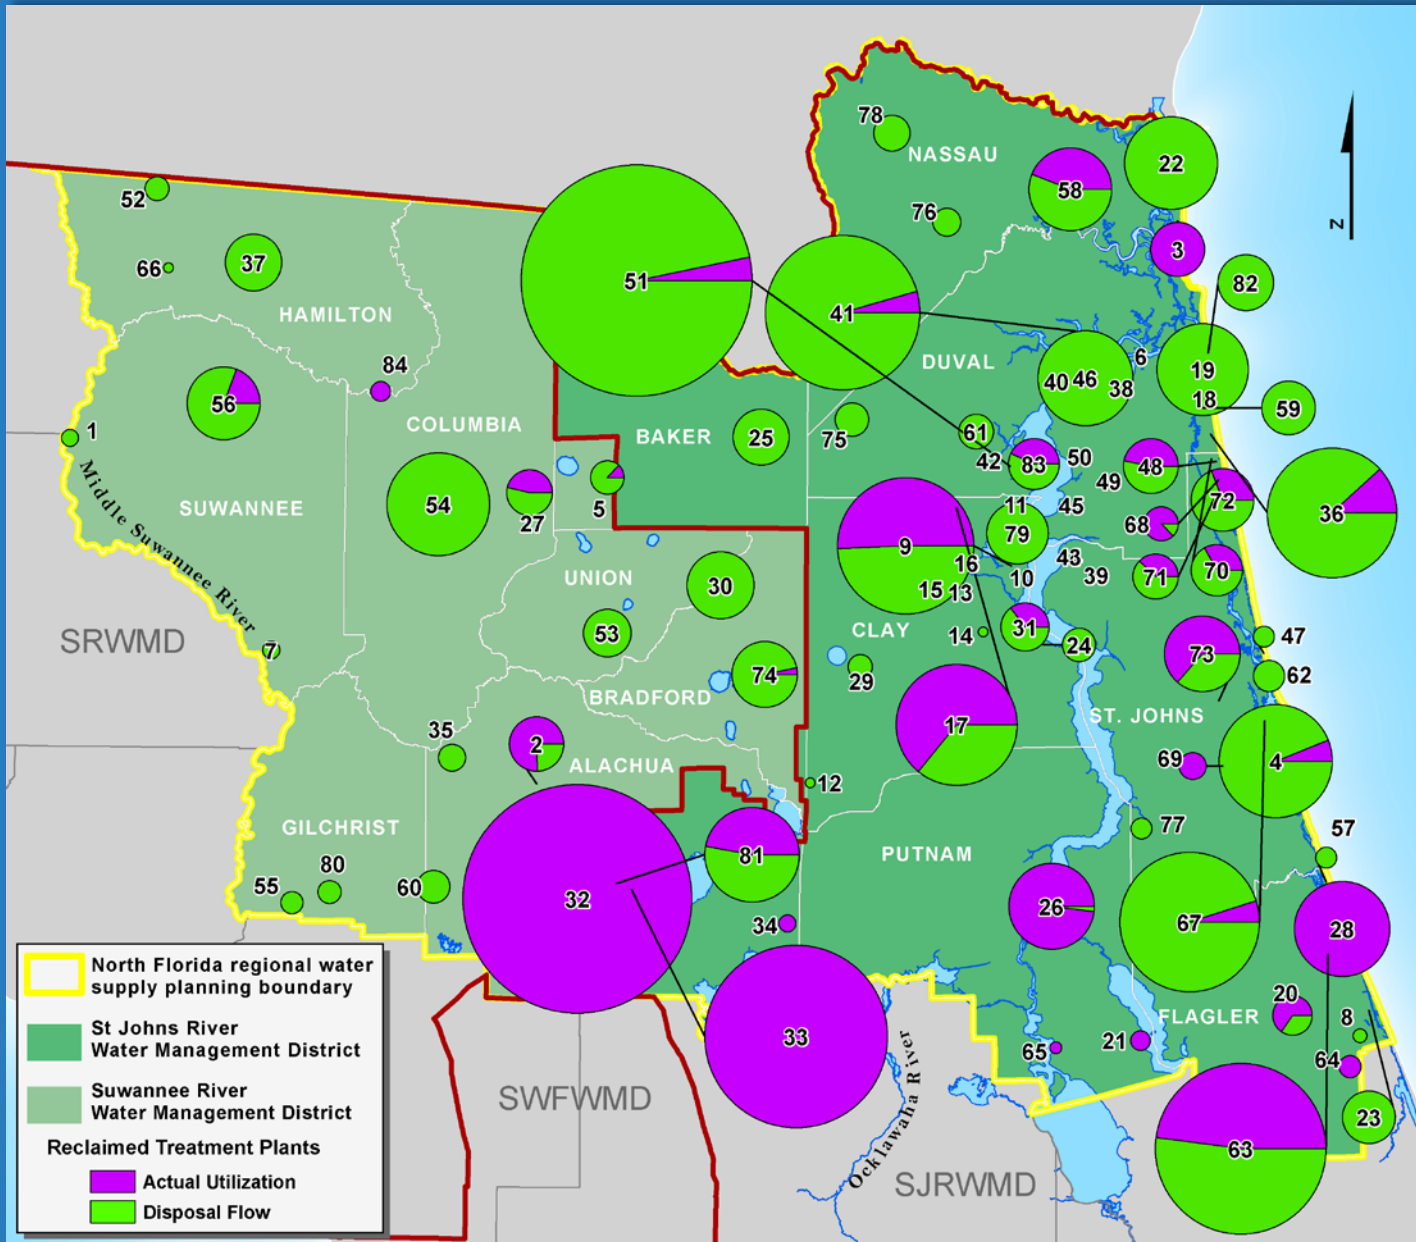 78
NASSAU
22
52
58
76
3
66
37
82
51
HAMILTON
41
6
DUVAL
19
84
40 46 38
56
18
59
COLUMBIA
61
1
BAKER
25
75
42
83
50
48
Middle Suwannee River
5
49
SUWANNEE
54
27
72
11
45
36
68
79
9
16
43
UNION
30
15
13
10
39
71
70
SRWMD
53
14
CLAY
31
24
47
7
74
29
73
62
BRADFORD
ST. JOHNS
17
35
2
ALACHUA
69
4
12
GILCHRIST
77
57
81
PUTNAM
80
55
60
32
26
67
28
34
33
20
FLAGLER
8
65
21
64
SWFWMD
Ocklawaha River
23
63
SJRWMD
N
North Florida regional water
supply planning boundary
St Johns River
Water Management District
Suwannee River
Water Management District
Reclaimed Treatment Plants
Actual Utilization
Disposal Flow